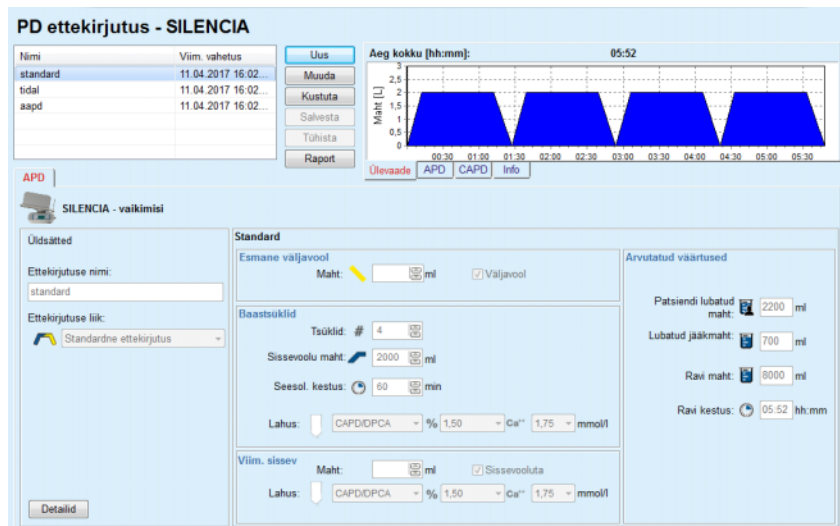 PD ettekirjutus - SILENCIA
Nimi Viim. vahetus
standard 11.04.2017 16:02...
tidal 11.04.2017 16:02...
aapd 11.04.2017 16:02...
Uus
Muuda
Kustuta
Salvesta
Tühista
Raport
Aeg kokku [hh:mm]: 05:52
Maht [L]
3
2,5
2
1,5
1
0,5
0
00:30 01:00 01:30 02:00 02:30 03:00 03:30 04:00 04:30 05:00 05:30
Ülevaade APD CAPD Info
APD
SILENCIA - vaikimisi
Üldsätted
Ettekirjutuse nimi:
standard
Ettekirjutuse liik:
Standardne ettekirjutus
Detailid
Standard
Esmane väljavool
Maht: ml Väljavool
Baastsüklid
Tsüklid: # 4
Sissevoolu maht: 2000 ml
Seesol. kestus: 60 min
Lahus: CAPD/DPCA % 1,50 Ca⁺⁺ 1,75 mmol/l
Viim. sissev
Maht: ml Sissevooluta
Lahus: CAPD/DPCA % 1,50 Ca⁺⁺ 1,75 mmol/l
Arvutatud väärtused
Patsiendi lubatud
maht: 2200 ml
Lubatud jääkmaht: 700 ml
Ravi maht: 8000 ml
Ravi kestus: 05:52 hh:mm